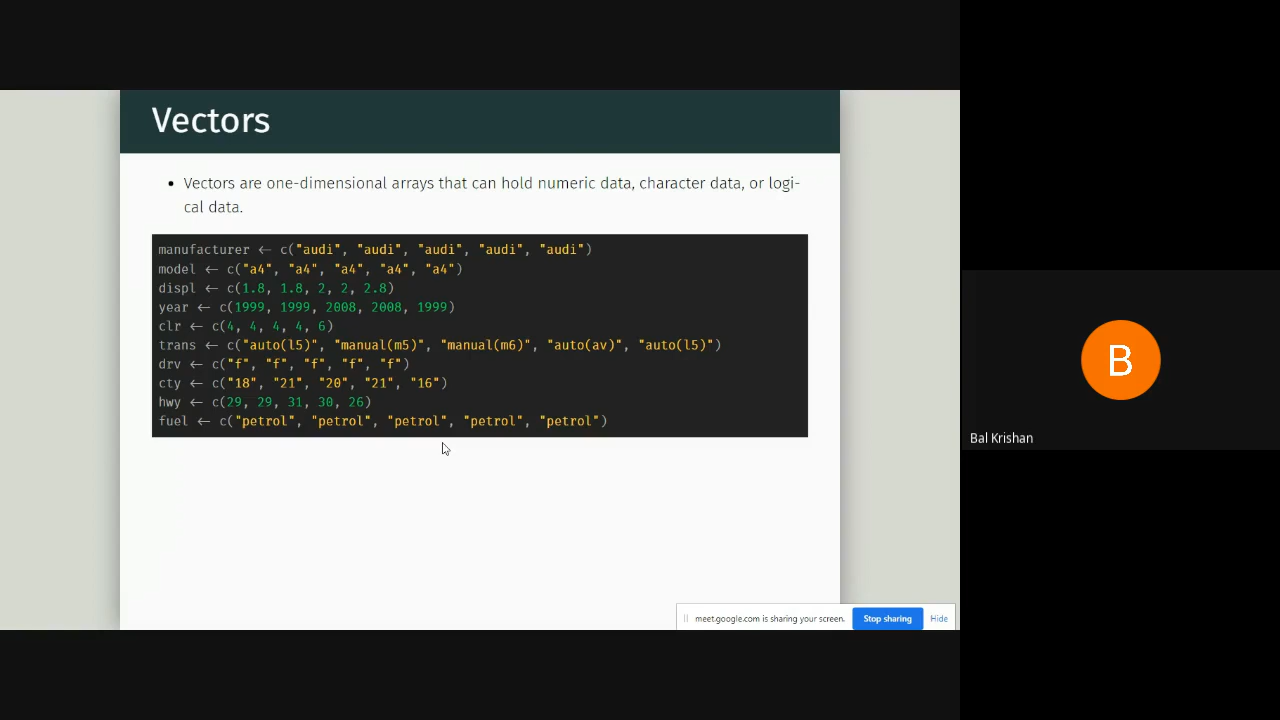 Vectors
• Vectors are one-dimensional arrays that can hold numeric data, character data, or logi-
cal data.
manufacturer ← c("audi", "audi", "audi", "audi", "audi")
model ← c("a4", "a4", "a4", "a4", "a4")
displ ← c(1.8, 1.8, 2, 2, 2.8)
year ← c(1999, 1999, 2008, 2008, 1999)
clr ← c(4, 4, 4, 4, 6)
trans ← c("auto(l5)", "manual(m5)", "manual(m6)", "auto(av)", "auto(l5)")
drv ← c("f", "f", "f", "f", "f")
cty ← c("18", "21", "20", "21", "16")
hwy ← c(29, 29, 31, 30, 26)
fuel ← c("petrol", "petrol", "petrol", "petrol", "petrol")
meet.google.com is sharing your screen. Stop sharing Hide
B
Bal Krishan